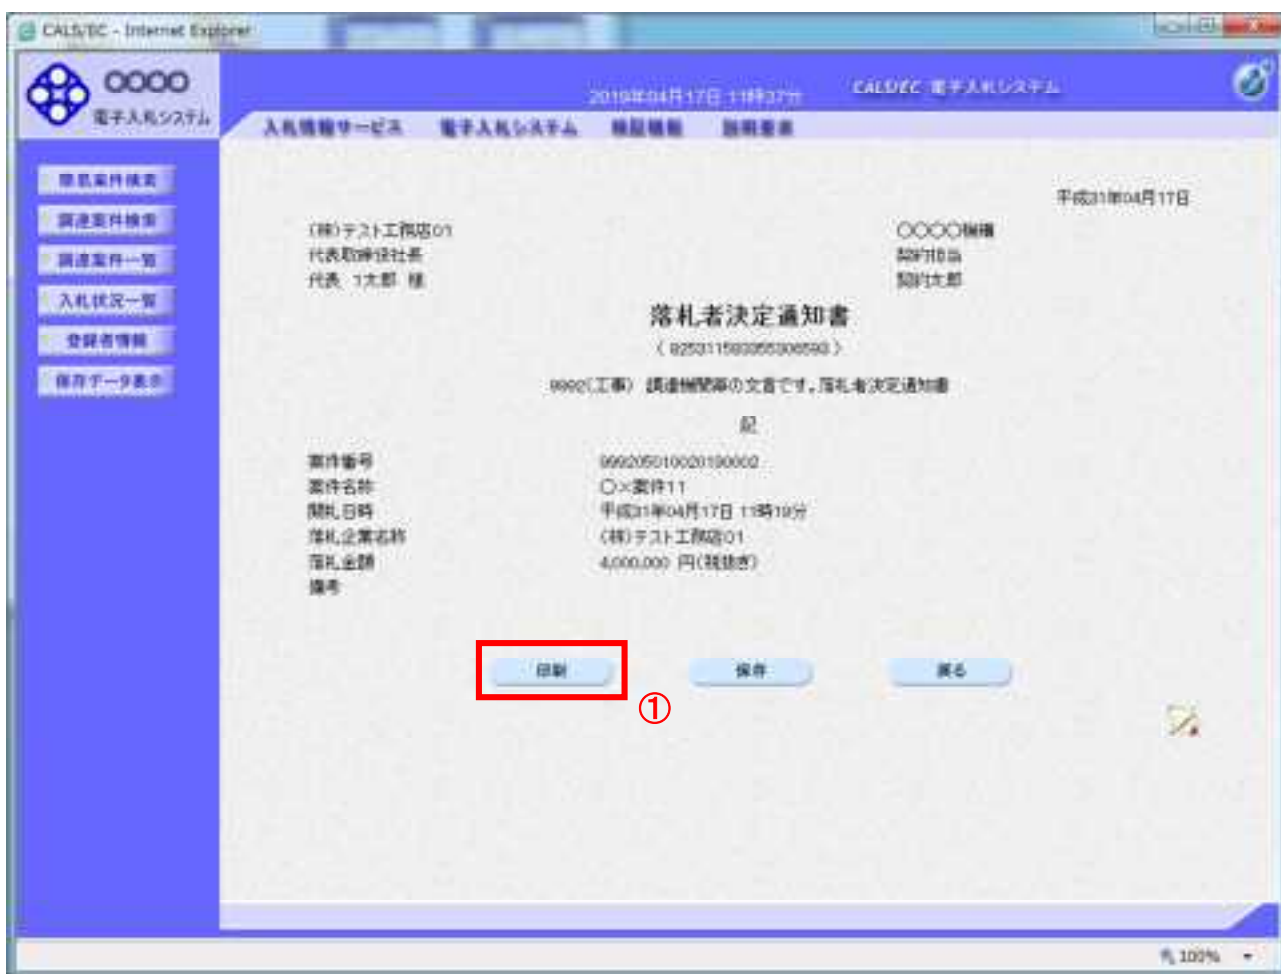 CALS/EC - Internet Explorer
〇〇〇〇
電子入札システム
2019年04月17日 11時37分
CALS/EC 電子入札システム
入札情報サービス 電子入札システム 検証機能 説明要求
簡易案件検索
調達案件検索
調達案件一覧
入札状況一覧
登録者情報
保存データ表示
平成31年04月17日
(株)テスト工務店01
代表取締役社長
代表 1太郎 様
〇〇〇〇機構
契約担当
契約太郎
落札者決定通知書
9992(工事) 調達機関等の文言です。落札者決定通知書
記
案件番号 999205010020190002
案件名称 〇×案件11
開札日時 平成31年04月17日 11時19分
落札企業名称 (株)テスト工務店01
落札金額 4,000,000 円(税抜き)
備考
印刷 保存 戻る
①
100%